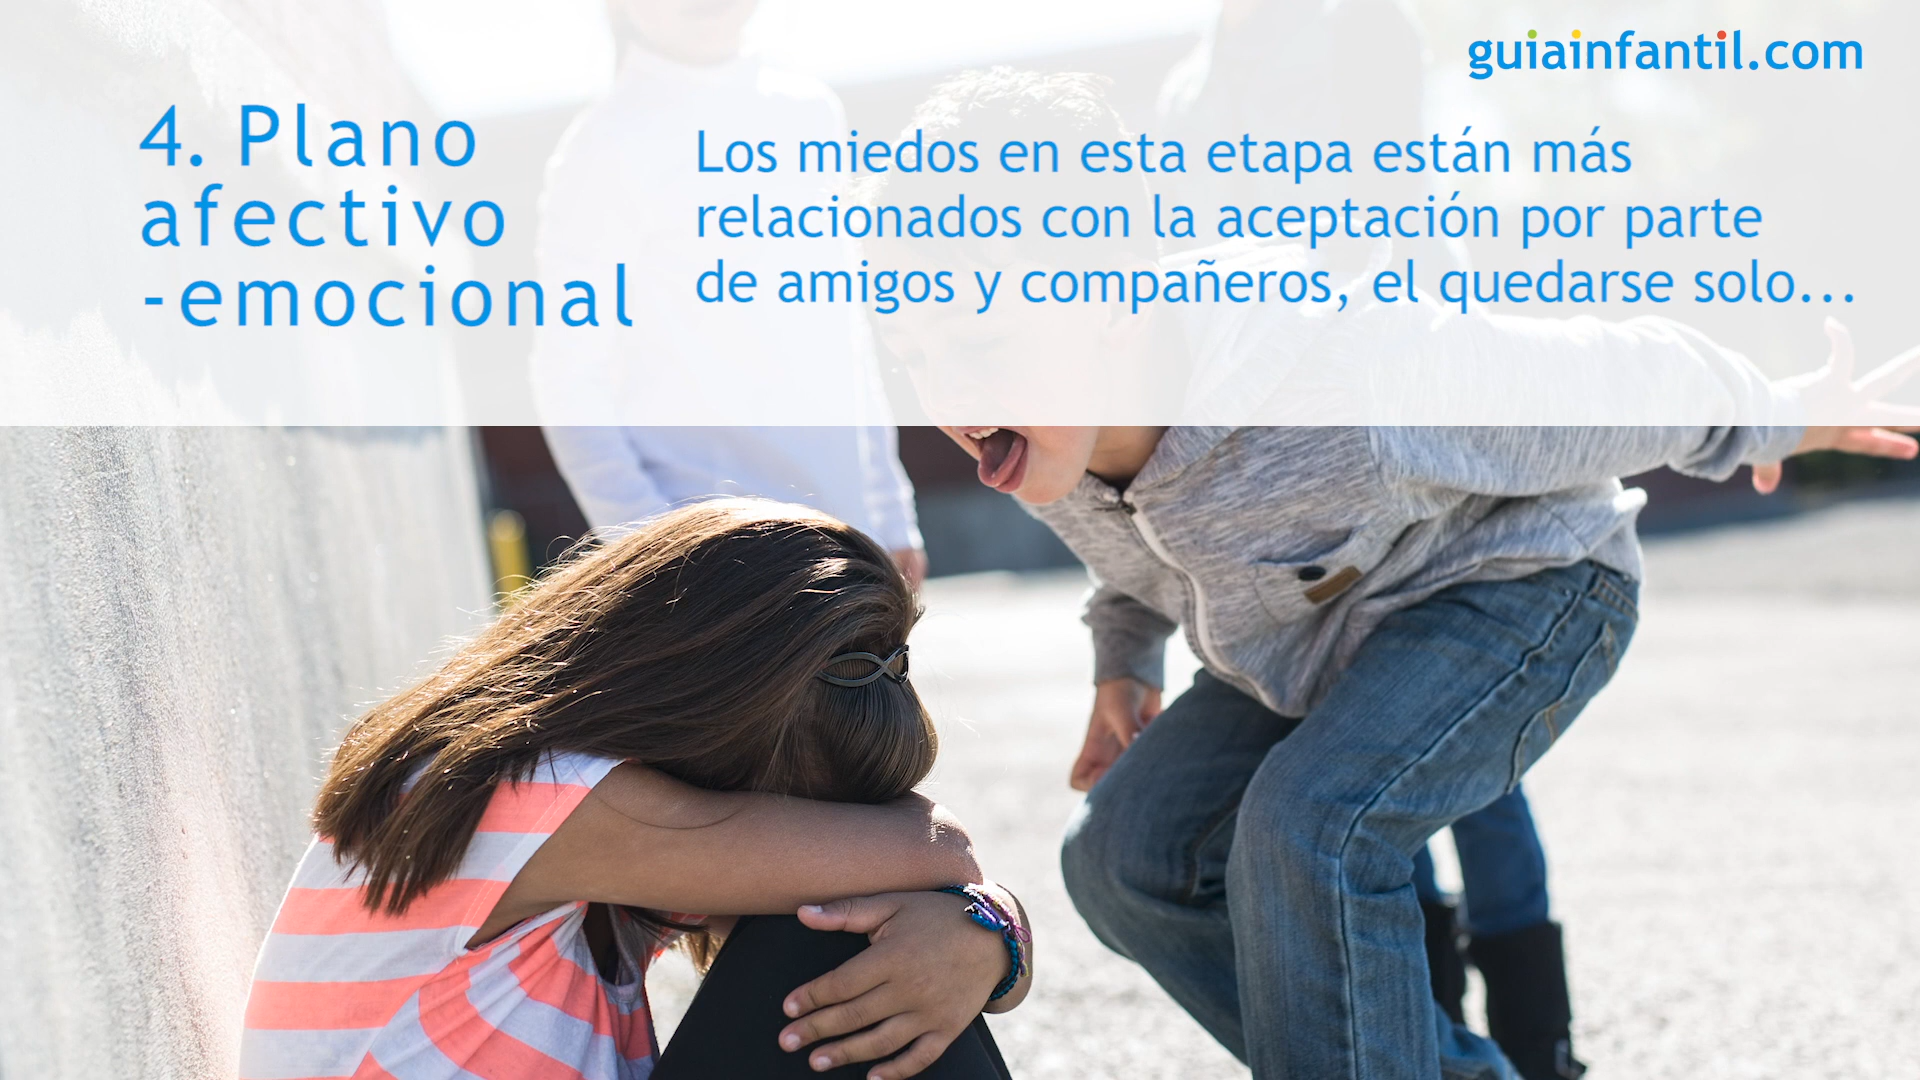 guiainfantil.com
4. Plano
afectivo
-emocional
Los miedos en esta etapa están más
relacionados con la aceptación por parte
de amigos y compañeros, el quedarse solo...